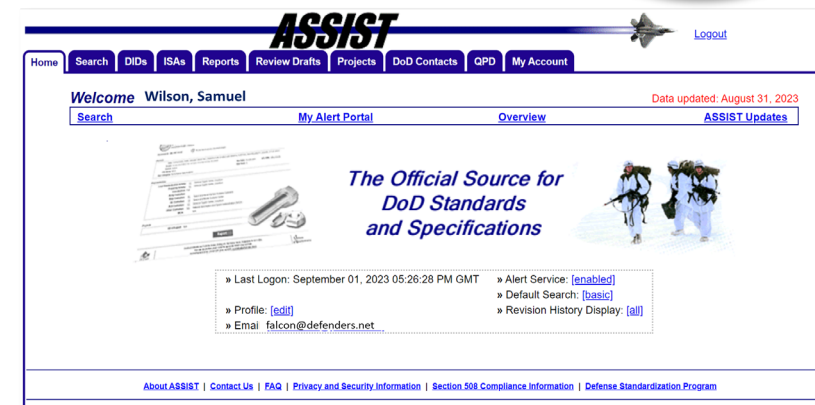 ASSIST
Logout
Home Search DIDs ISAs Reports Review Drafts Projects DoD Contacts QPD My Account
Welcome Wilson, Samuel
Data updated: August 31, 2023
Search My Alert Portal Overview ASSIST Updates
The Official Source for
DoD Standards
and Specifications
» Last Logon: September 01, 2023 05:26:28 PM GMT » Alert Service: [enabled]
» Default Search: [basic]
» Profile: [edit] » Revision History Display: [all]
» Emai falcon@defenders.net
About ASSIST | Contact Us | FAQ | Privacy and Security Information | Section 508 Compliance Information | Defense Standardization Program